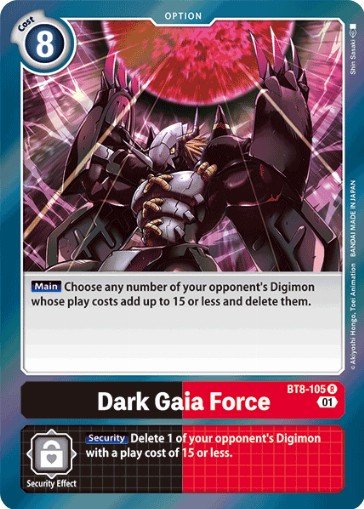 OPTION
Cost
8
Shin Sasaki
Main Choose any number of your opponent's Digimon
whose play costs add up to 15 or less and delete them.
©Akiyoshi Hongo, Toei Animation BANDAI MADE IN JAPAN
BT8-105 R
Dark Gaia Force
01
Security Delete 1 of your opponent's Digimon
with a play cost of 15 or less.
Security Effect